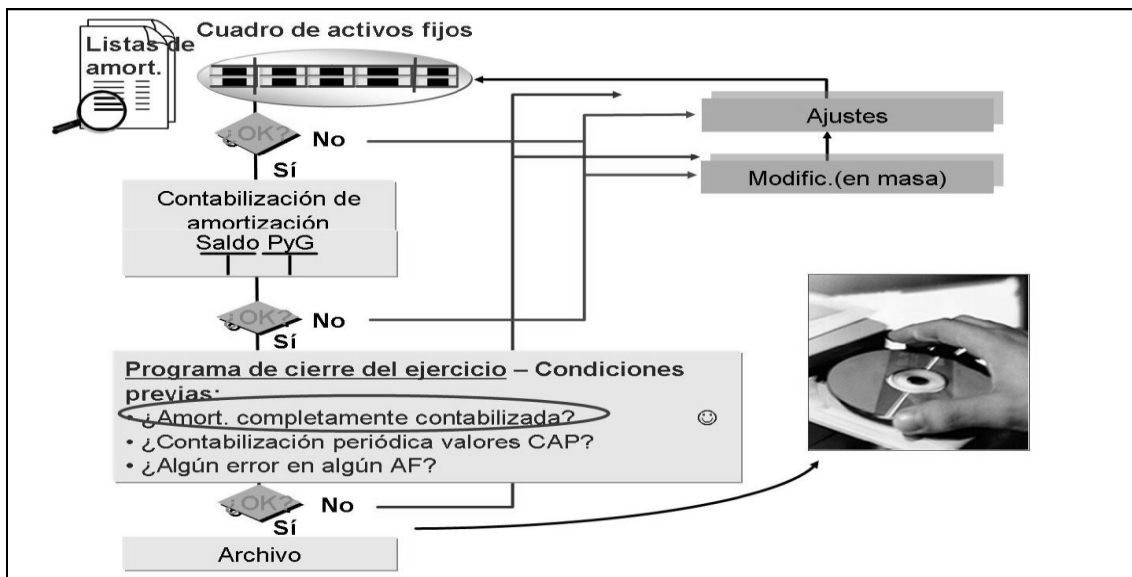 Cuadro de activos fijos
Listas de
amort.
¿OK?
No
Sí
Ajustes
Modific.(en masa)
Contabilización de
amortización
Saldo PyG
¿OK?
No
Sí
Programa de cierre del ejercicio – Condiciones
previas:
• ¿Amort. completamente contabilizada?
• ¿Contabilización periódica valores CAP?
• ¿Algún error en algún AF?
¿OK?
No
Sí
Archivo